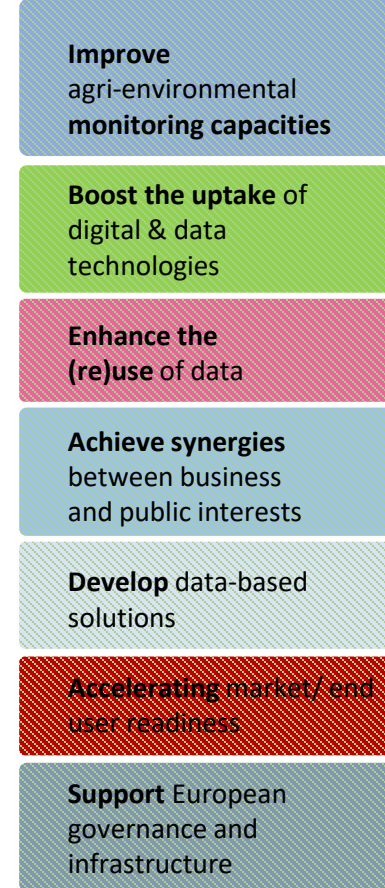 Improve
agri-environmental
monitoring capacities
Boost the uptake of
digital & data
technologies
Enhance the
(re)use of data
Achieve synergies
between business
and public interests
Develop data-based
solutions
Accelerating market/ end
user readiness
Support European
governance and
infrastructure